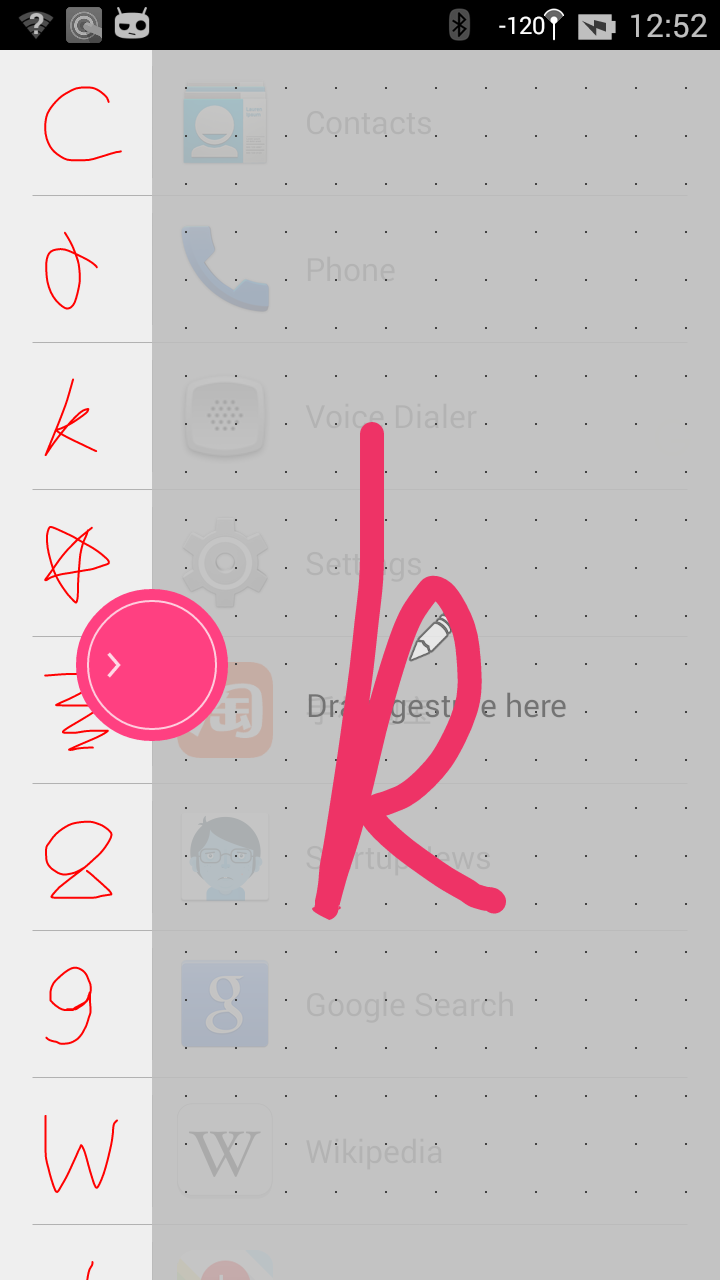 -120 12:52
C Contacts
Phone
k Voice Dialer
Settings
Draw gesture here
8 Startup News
9 g Google Search
W W Wikipedia
k